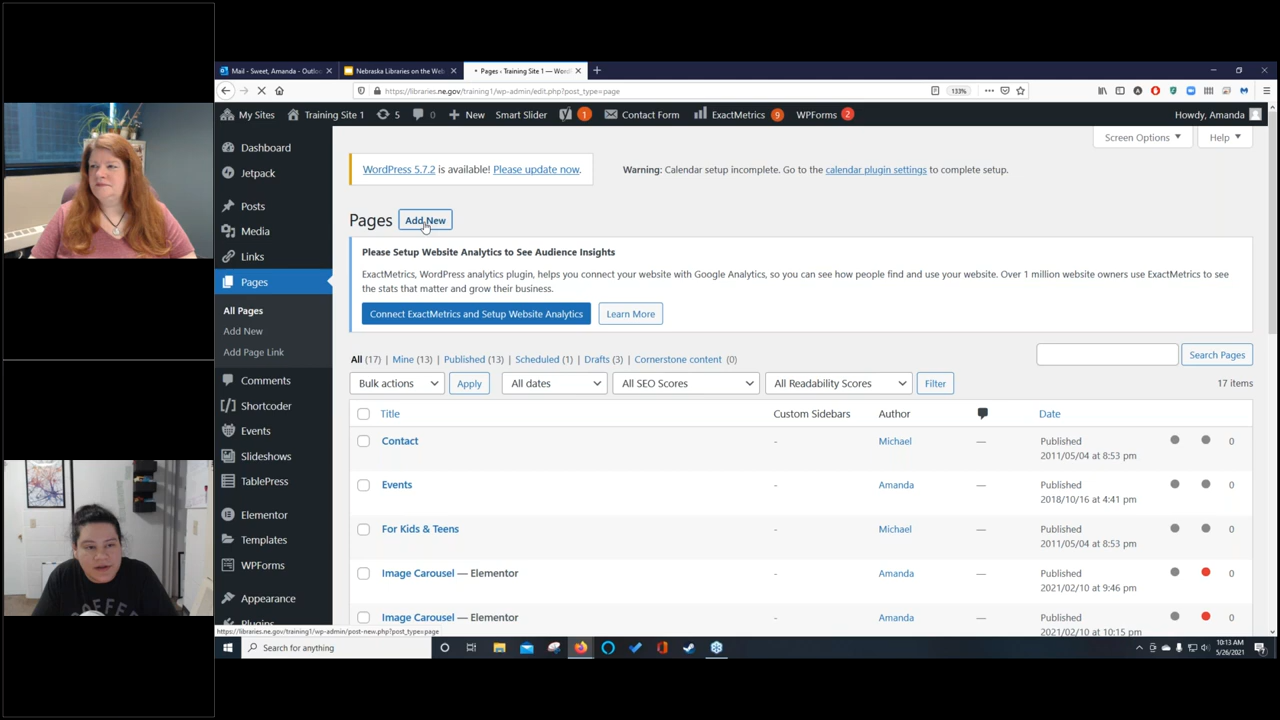 Mail - Sweet, Amanda - Outlo
Nebraska Libraries on the We
Pages ‹ Training Site 1 — Wor
https://libraries.ne.gov/training1/wp-admin/edit.php?post_type=page
133%
My Sites
Training Site 1
5
0
New
Smart Slider
1
Contact Form
ExactMetrics
9
WPForms
2
Howdy, Amanda
Dashboard
Jetpack
Posts
Media
Links
Pages
All Pages
Add New
Add Page Link
Comments
Shortcoder
Events
Slideshows
TablePress
Elementor
Templates
WPForms
Appearance
Plugins
Screen Options
Help
WordPress 5.7.2 is available! Please update now.
Warning: Calendar setup incomplete. Go to the calendar plugin settings to complete setup.
Pages
Add New
Please Setup Website Analytics to See Audience Insights
ExactMetrics, WordPress analytics plugin, helps you connect your website with Google Analytics, so you can see how people find and use your website. Over 1 million website owners use ExactMetrics to see
the stats that matter and grow their business.
Connect ExactMetrics and Setup Website Analytics
Learn More
All (17) | Mine (13) | Published (13) | Scheduled (1) | Drafts (3) | Cornerstone content (0)
Search Pages
Bulk actions
Apply
All dates
All SEO Scores
All Readability Scores
Filter
17 items
Title
Custom Sidebars
Author
Date
Contact
-
Michael
—
Published
2011/05/04 at 8:53 pm
0
Events
-
Amanda
—
Published
2018/10/16 at 4:41 pm
0
For Kids & Teens
-
Michael
—
Published
2011/05/04 at 8:53 pm
0
Image Carousel — Elementor
-
Amanda
—
Published
2021/02/10 at 9:46 pm
0
Image Carousel — Elementor
-
Amanda
—
Published
2021/02/10 at 10:15 pm
0
https://libraries.ne.gov/training1/wp-admin/post-new.php?post_type=page
Search for anything
10:13 AM
5/26/2021
COFFEE